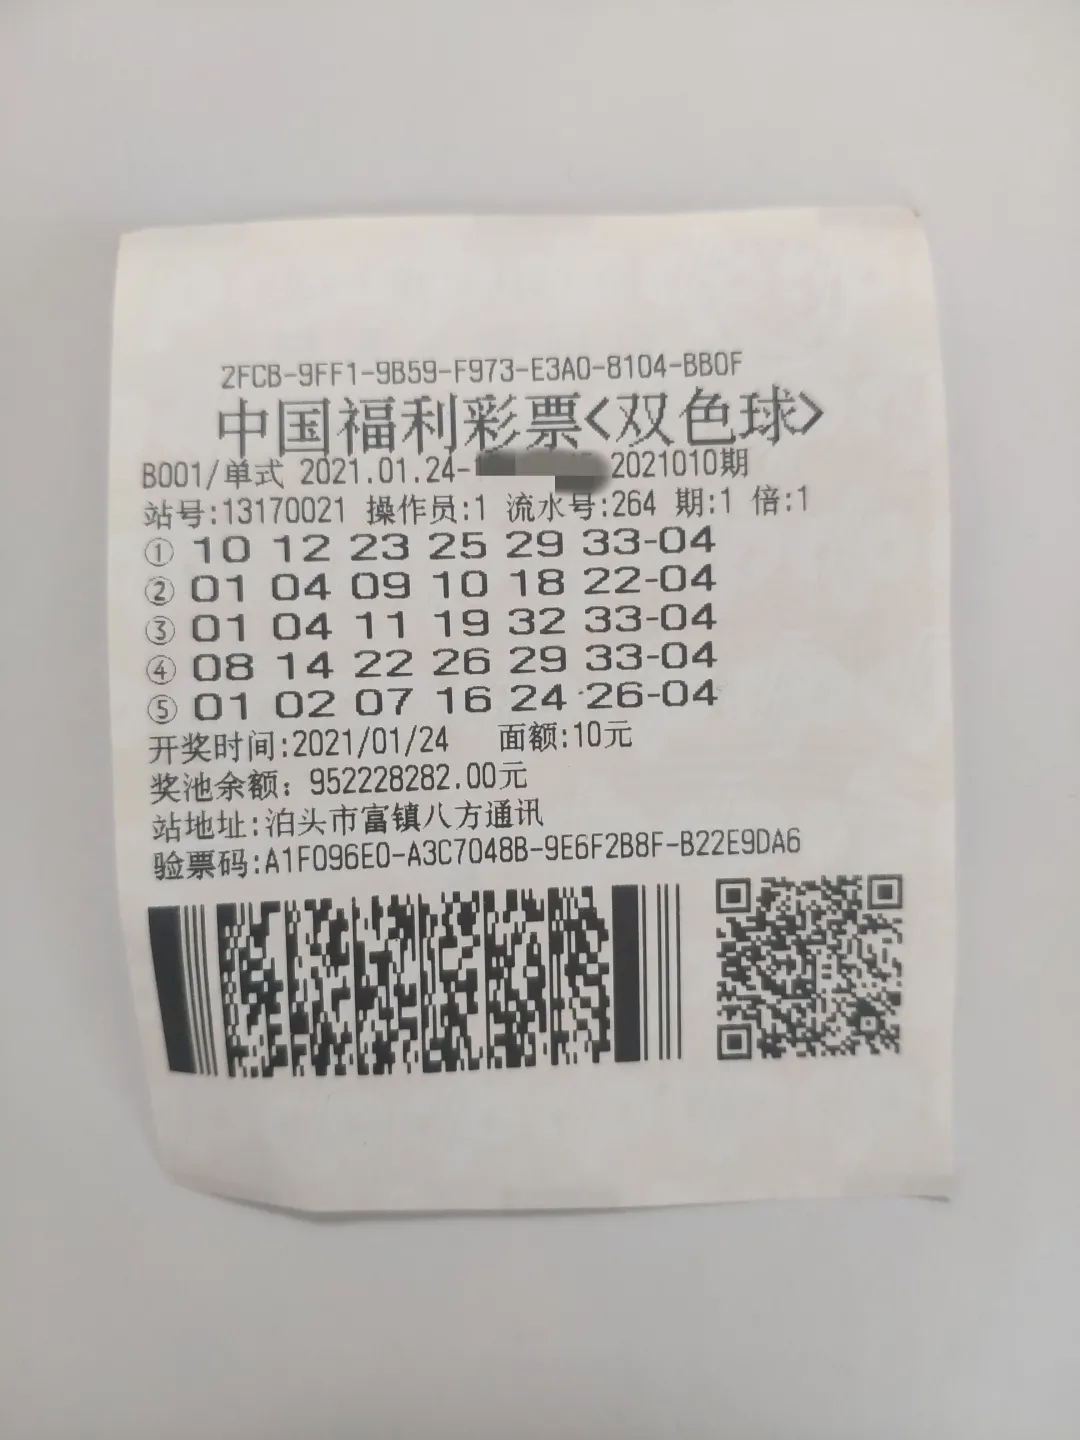 2FCB-9FF1-9B59-F973-E3A0-8104-BB0F
中国福利彩票<双色球>
B001/单式 2021.01.24- 2021010期
站号:13170021 操作员:1 流水号:264 期:1 倍:1
① 10 12 23 25 29 33-04
② 01 04 09 10 18 22-04
③ 01 04 11 19 32 33-04
④ 08 14 22 26 29 33-04
⑤ 01 02 07 16 24 26-04
开奖时间:2021/01/24 面额:10元
奖池余额: 952228282.00元
站地址:泊头市富镇八方通讯
验票码:A1F096E0-A3C7048B-9E6F2B8F-B22E9DA6